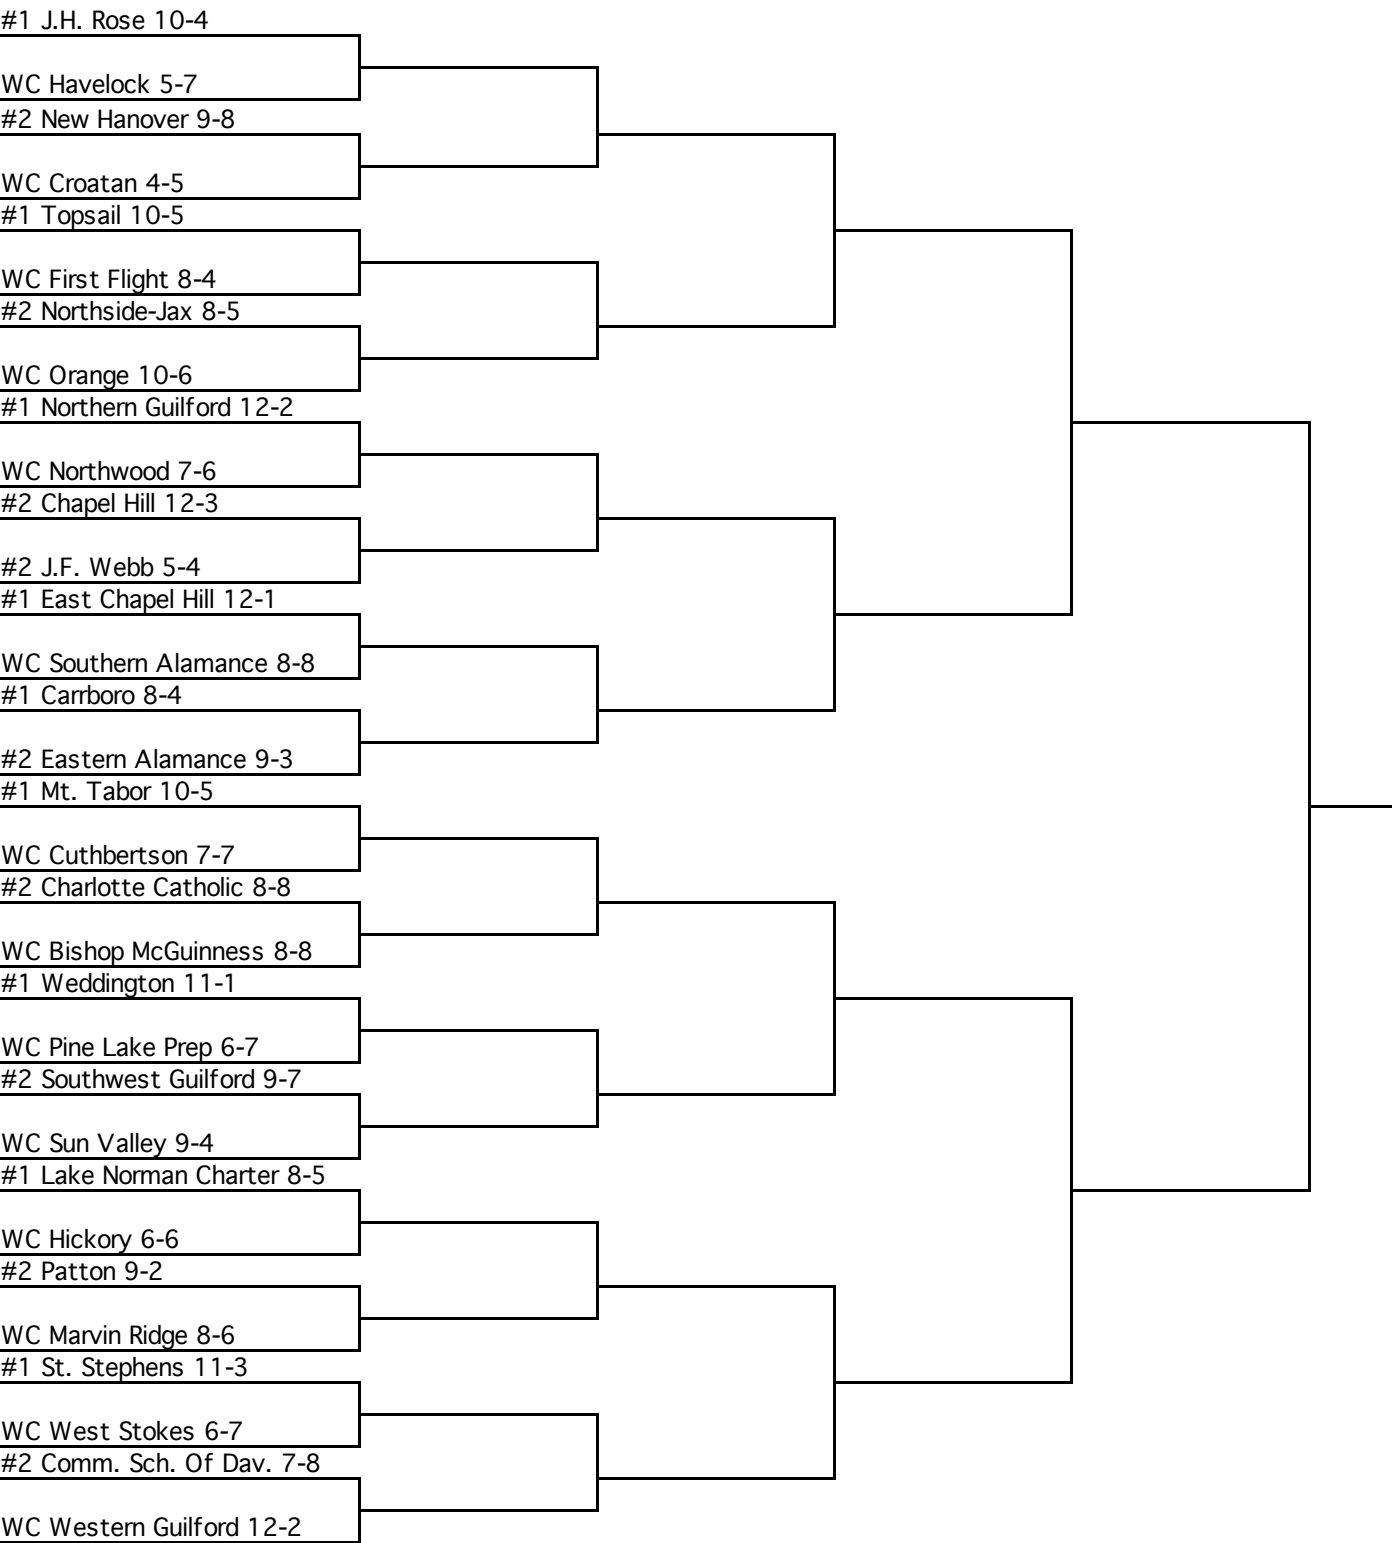 #1 J.H. Rose 10-4
WC Havelock 5-7
#2 New Hanover 9-8
WC Croatan 4-5
#1 Topsail 10-5
WC First Flight 8-4
#2 Northside-Jax 8-5
WC Orange 10-6
#1 Northern Guilford 12-2
WC Northwood 7-6
#2 Chapel Hill 12-3
#2 J.F. Webb 5-4
#1 East Chapel Hill 12-1
WC Southern Alamance 8-8
#1 Carrboro 8-4
#2 Eastern Alamance 9-3
#1 Mt. Tabor 10-5
WC Cuthbertson 7-7
#2 Charlotte Catholic 8-8
WC Bishop McGuinness 8-8
#1 Weddington 11-1
WC Pine Lake Prep 6-7
#2 Southwest Guilford 9-7
WC Sun Valley 9-4
#1 Lake Norman Charter 8-5
WC Hickory 6-6
#2 Patton 9-2
WC Marvin Ridge 8-6
#1 St. Stephens 11-3
WC West Stokes 6-7
#2 Comm. Sch. Of Dav. 7-8
WC Western Guilford 12-2